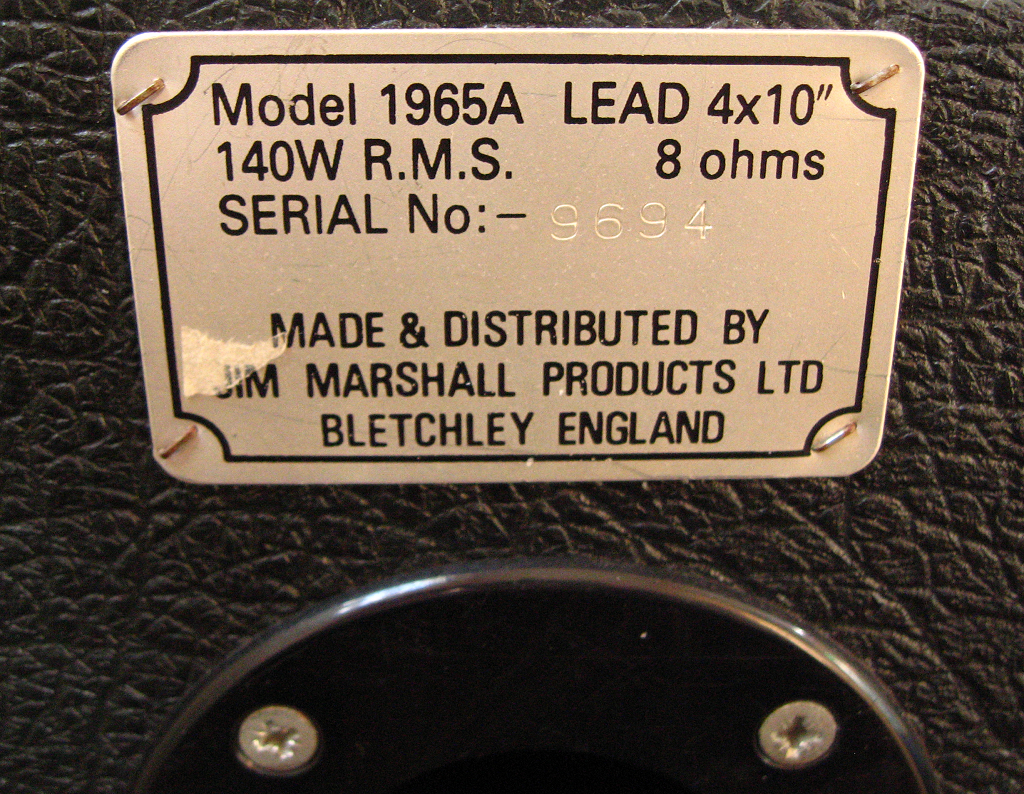 Model 1965A LEAD 4x10"
140W R.M.S. 8 ohms
SERIAL No:- 9694
MADE & DISTRIBUTED BY
JIM MARSHALL PRODUCTS LTD
BLETCHLEY ENGLAND